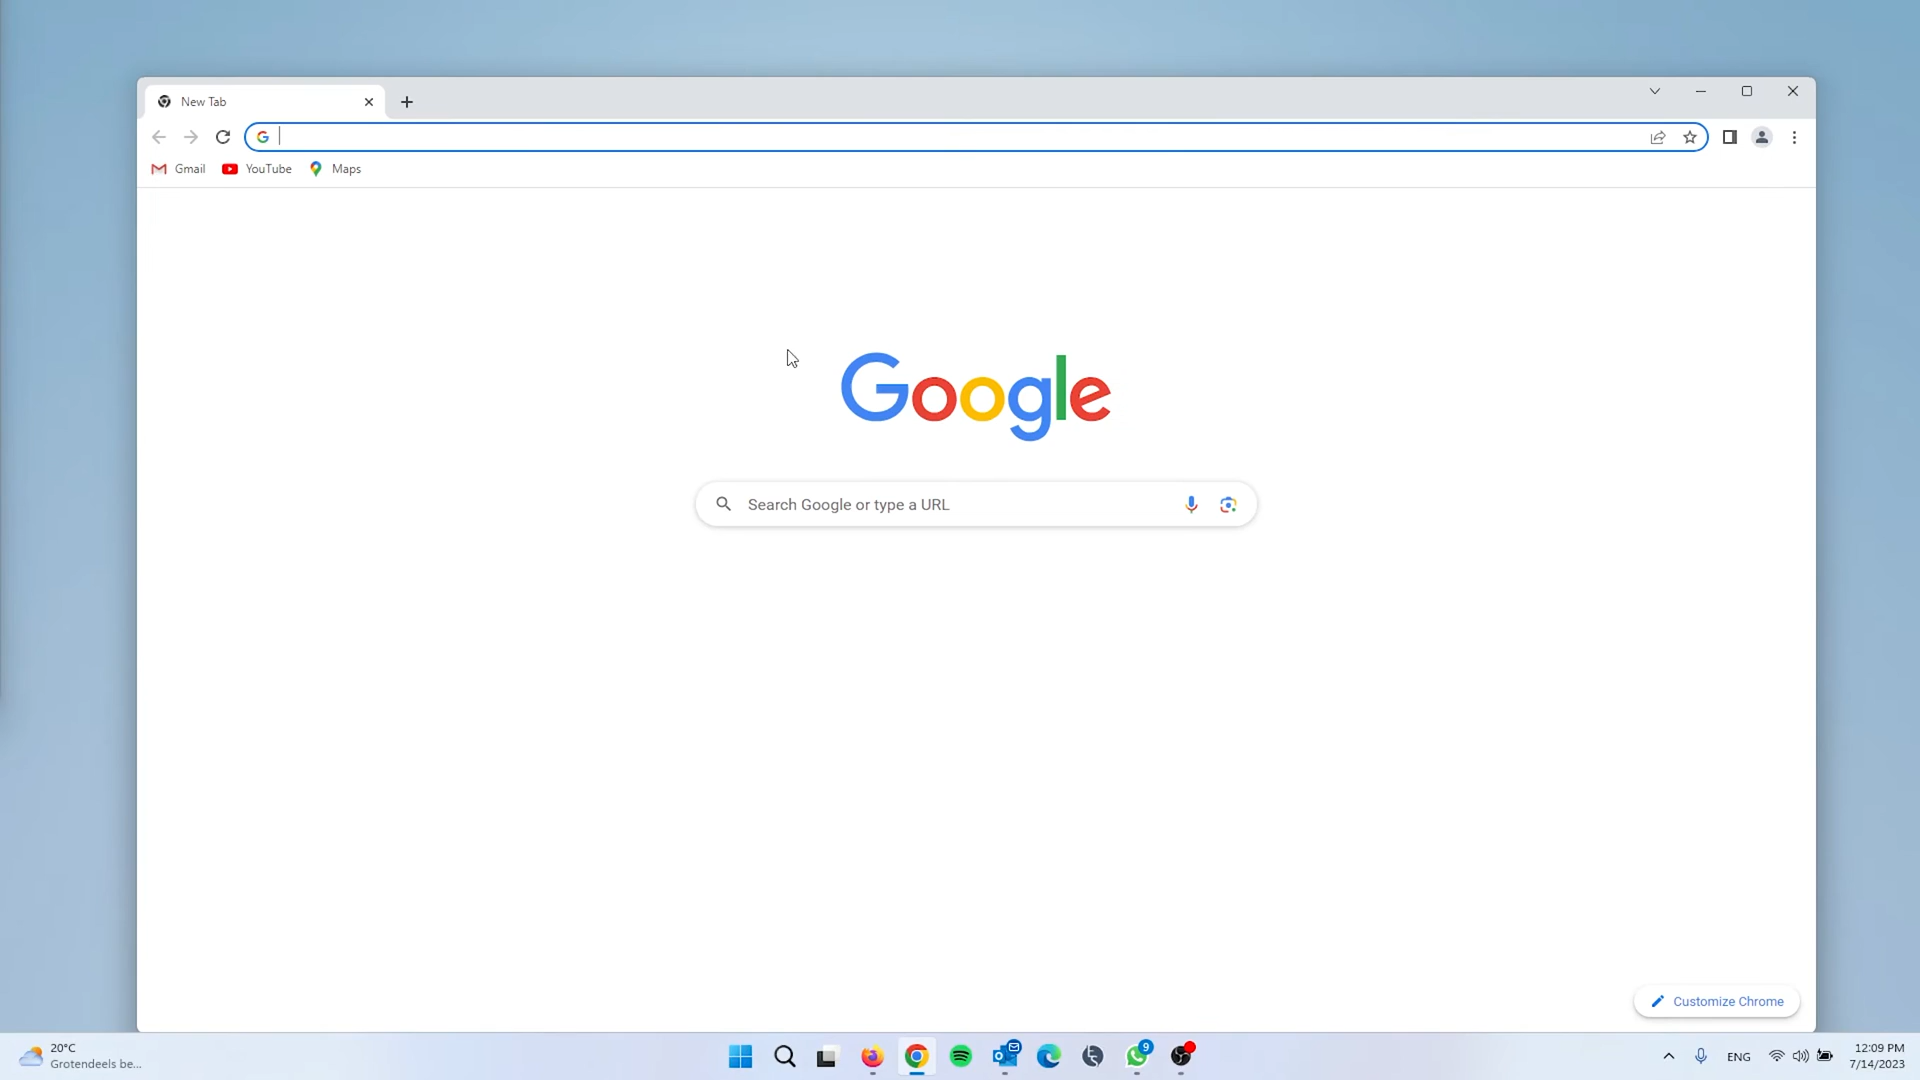 New Tab
Gmail YouTube Maps
Google
Search Google or type a URL
Customize Chrome
20°C
Grotendeels be...
9
ENG
12:09 PM
7/14/2023